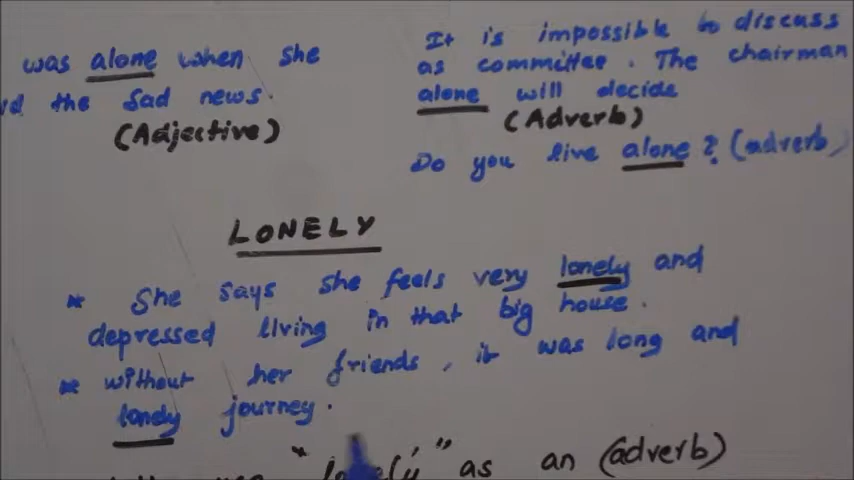 was alone when she
the sad news.
(Adjective)
It is impossible to discuss
as committee. The chairman
alone will decide
(Adverb)
Do you live alone? (adverb)
LONELY
* She says she feels very lonely and
depressed living in that big house.
* without her friends, it was long and
lonely journey.
as an (adverb)